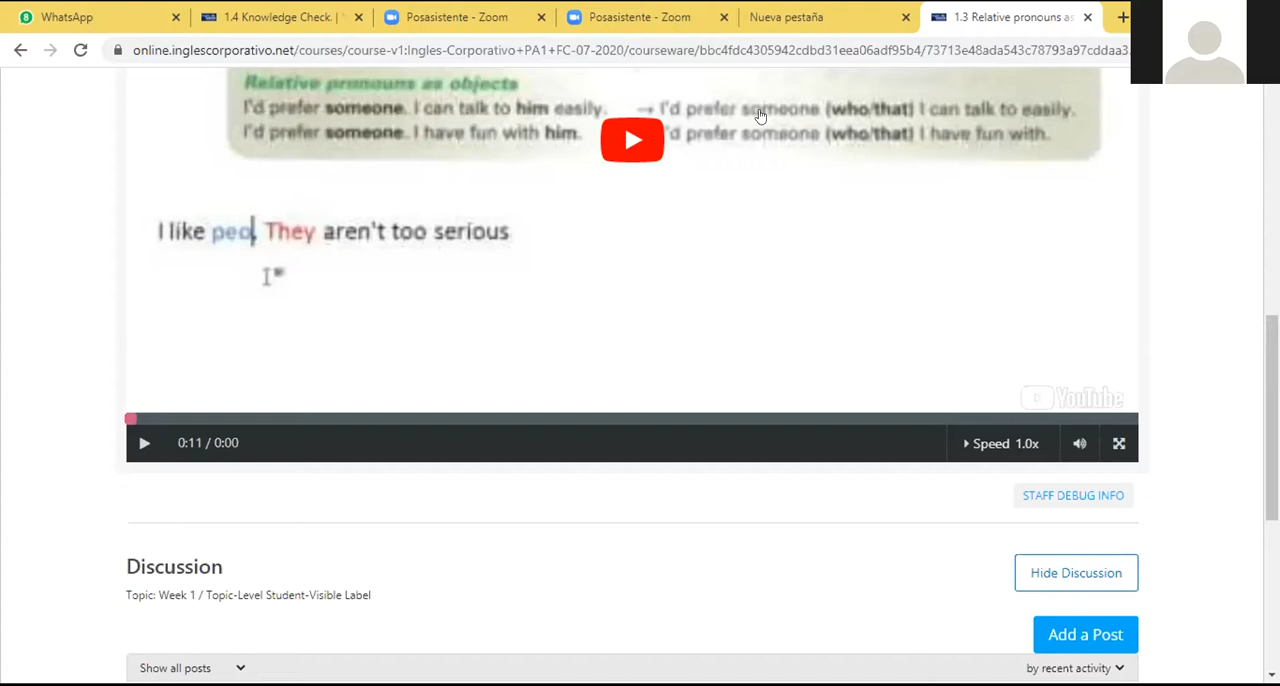 WhatsApp
1.4 Knowledge Check. |
Posasistente - Zoom
Posasistente - Zoom
Nueva pestaña
1.3 Relative pronouns as
online.inglescorporativo.net/courses/course-v1:Ingles-Corporativo+PA1+FC-07-2020/courseware/bbc4fdc4305942cdbd31eea06adf95b4/73713e48ada543c78793a97cddaa3...
Relative pronouns as objects
I'd prefer someone. I can talk to him easily. → I'd prefer someone (who/that) I can talk to easily.
I'd prefer someone. I have fun with him. 'd prefer someone (who/that) I have fun with.
I like peo. They aren't too serious
YouTube
0:11 / 0:00
Speed 1.0x
STAFF DEBUG INFO
Discussion
Hide Discussion
Topic: Week 1 / Topic-Level Student-Visible Label
Add a Post
Show all posts
by recent activity